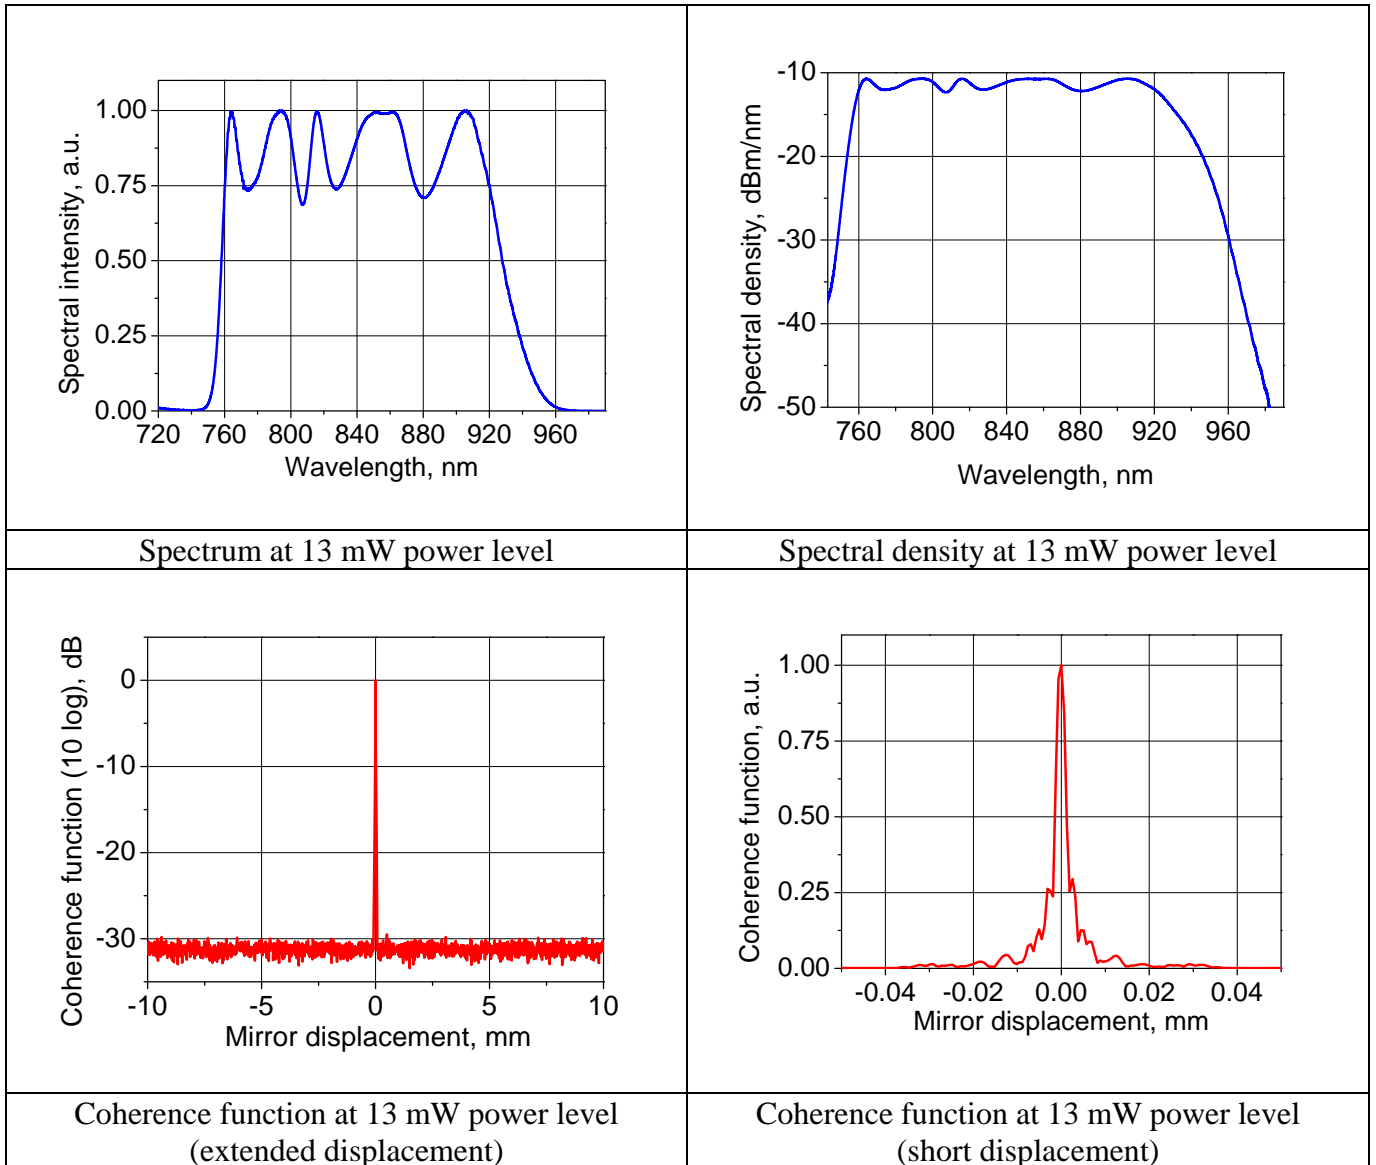 Spectral intensity, a.u.
1.00
0.75
0.50
0.25
0.00
720 760 800 840 880 920 960
Wavelength, nm
Spectral density, dBm/nm
-10
-20
-30
-40
-50
760 800 840 880 920 960
Wavelength, nm
Spectrum at 13 mW power level
Spectral density at 13 mW power level
Coherence function (10 log), dB
0
-10
-20
-30
-10 -5 0 5 10
Mirror displacement, mm
Coherence function, a.u.
1.00
0.75
0.50
0.25
0.00
-0.04 -0.02 0.00 0.02 0.04
Mirror displacement, mm
Coherence function at 13 mW power level
(extended displacement)
Coherence function at 13 mW power level
(short displacement)